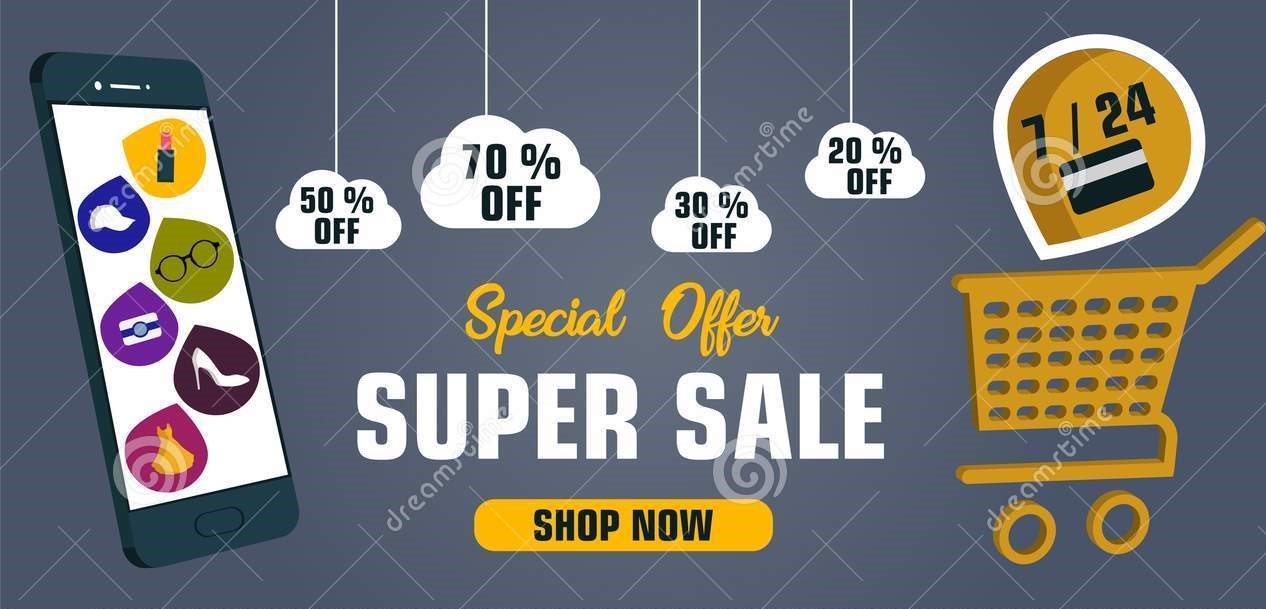 50 %
OFF
70 %
OFF
30 %
OFF
20 %
OFF
7 / 24
Special Offer
SUPER SALE
SHOP NOW
dreamstime
dreamstime
dreamstime
dreamstime